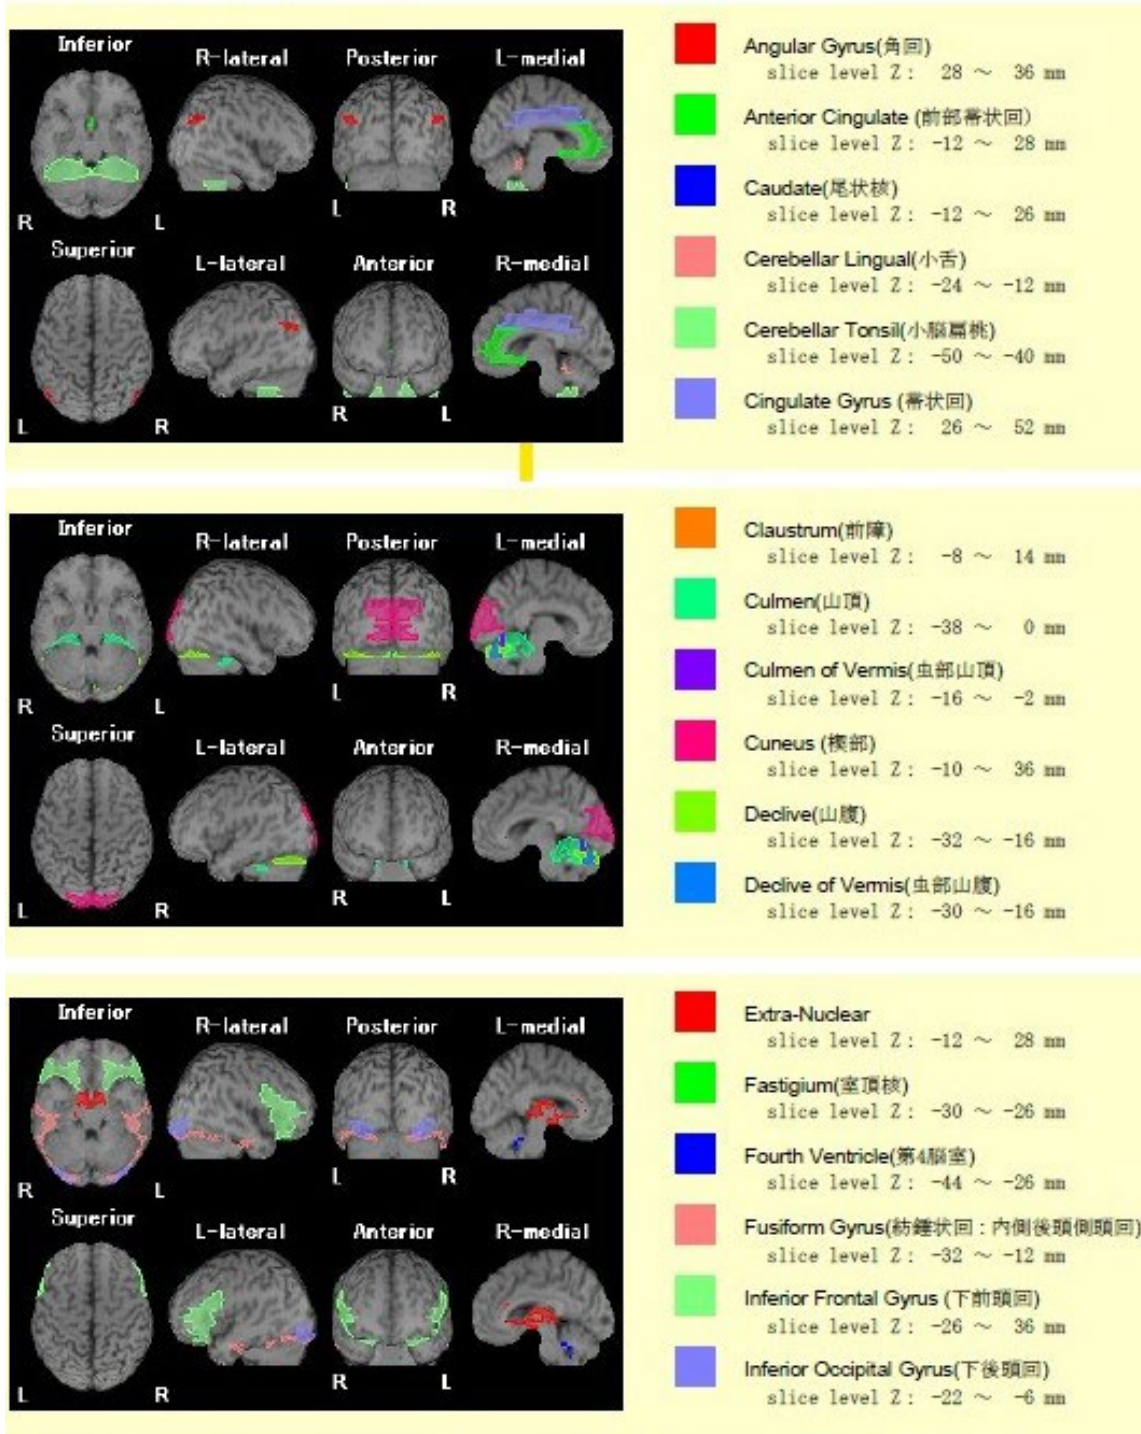 Inferior
R-lateral
Posterior
L-medial
R
L
L
R
Superior
L-lateral
Anterior
R-medial
L
R
R
L
Angular Gyrus(角回)
slice level Z : 28 ～ 36 mm
Anterior Cingulate (前部帯状回)
slice level Z : -12 ～ 28 mm
Caudate(尾状核)
slice level Z : -12 ～ 26 mm
Cerebellar Lingual(小舌)
slice level Z : -24 ～ -12 mm
Cerebellar Tonsil(小脳扁桃)
slice level Z : -50 ～ -40 mm
Cingulate Gyrus (帯状回)
slice level Z : 26 ～ 52 mm
Inferior
R-lateral
Posterior
L-medial
R
L
L
R
Superior
L-lateral
Anterior
R-medial
L
R
R
L
Claustrum(前障)
slice level Z : -8 ～ 14 mm
Culmen(山頂)
slice level Z : -38 ～ 0 mm
Culmen of Vermis(虫部山頂)
slice level Z : -16 ～ -2 mm
Cuneus (楔部)
slice level Z : -10 ～ 36 mm
Declive(山腹)
slice level Z : -32 ～ -16 mm
Declive of Vermis(虫部山腹)
slice level Z : -30 ～ -16 mm
Inferior
R-lateral
Posterior
L-medial
R
L
L
R
Superior
L-lateral
Anterior
R-medial
L
R
R
L
Extra-Nuclear
slice level Z : -12 ～ 28 mm
Fastigium(室頂核)
slice level Z : -30 ～ -26 mm
Fourth Ventricle(第4脳室)
slice level Z : -44 ～ -26 mm
Fusiform Gyrus(紡錘状回 : 内側後頭側頭回)
slice level Z : -32 ～ -12 mm
Inferior Frontal Gyrus (下前頭回)
slice level Z : -26 ～ 36 mm
Inferior Occipital Gyrus(下後頭回)
slice level Z : -22 ～ -6 mm